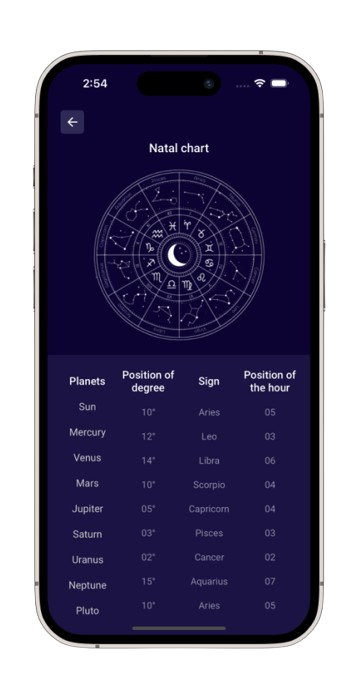 2:54
Natal chart
Planets Position of degree Sign Position of the hour
Sun 10° Aries 05
Mercury 12° Leo 03
Venus 14° Libra 06
Mars 10° Scorpio 04
Jupiter 05° Capricorn 04
Saturn 03° Pisces 03
Uranus 02° Cancer 02
Neptune 15° Aquarius 07
Pluto 10° Aries 05